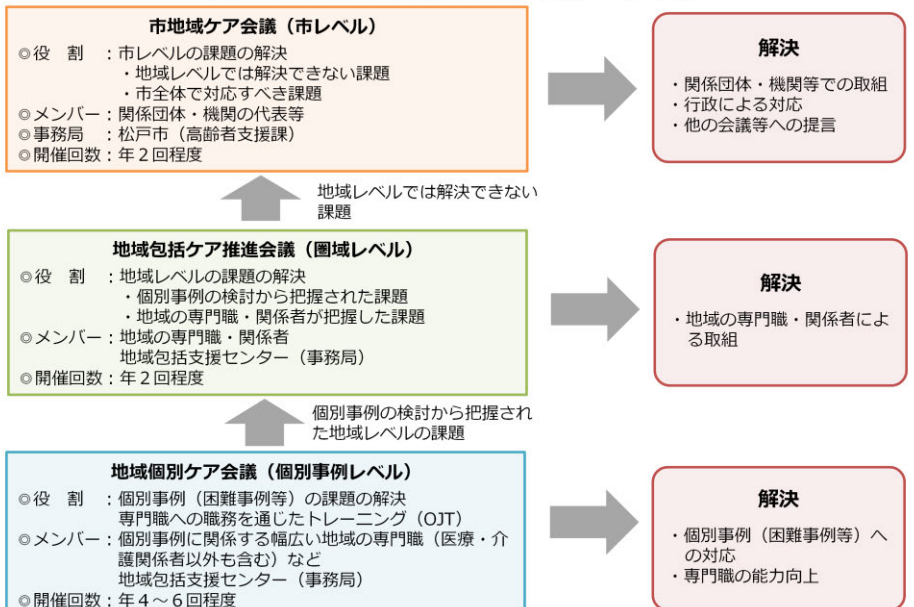 市地域ケア会議（市レベル）
◎役　割　：市レベルの課題の解決
・地域レベルでは解決できない課題
・市全体で対応すべき課題
◎メンバー：関係団体・機関の代表等
◎事務局　：松戸市（高齢者支援課）
◎開催回数：年２回程度
解決
・関係団体・機関等での取組
・行政による対応
・他の会議等への提言
地域レベルでは解決できない
課題
地域包括ケア推進会議（圏域レベル）
◎役　割　：地域レベルの課題の解決
・個別事例の検討から把握された課題
・地域の専門職・関係者が把握した課題
◎メンバー：地域の専門職・関係者
地域包括支援センター（事務局）
◎開催回数：年２回程度
解決
・地域の専門職・関係者によ
る取組
個別事例の検討から把握され
た地域レベルの課題
地域個別ケア会議（個別事例レベル）
◎役　割　：個別事例（困難事例等）の課題の解決
専門職への職務を通じたトレーニング（OJT）
◎メンバー：個別事例に関係する幅広い地域の専門職（医療・介
護関係者以外も含む）など
地域包括支援センター（事務局）
◎開催回数：年４～６回程度
解決
・個別事例（困難事例等）へ
の対応
・専門職の能力向上